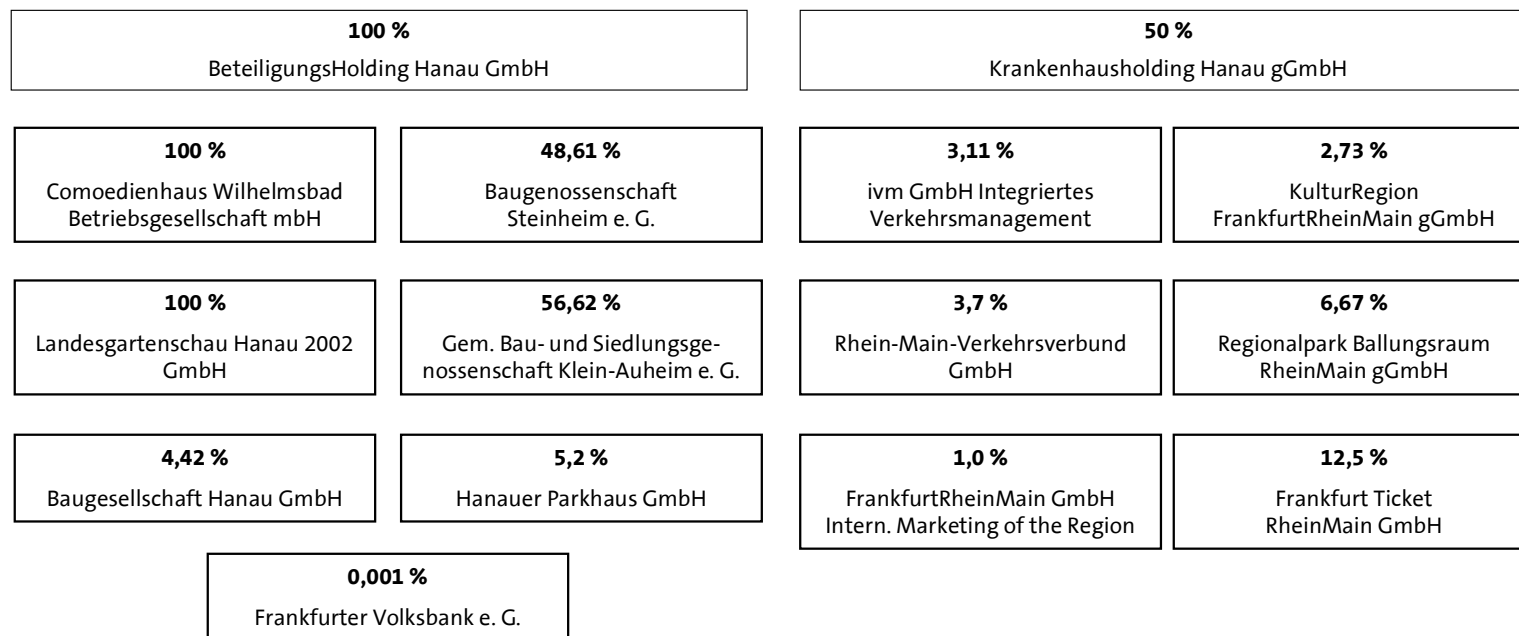 100 %
BeteiligungsHolding Hanau GmbH
50 %
Krankenhausholding Hanau gGmbH
100 %
Comoedienhaus Wilhelmsbad
Betriebsgesellschaft mbH
48,61 %
Baugenossenschaft
Steinheim e. G.
3,11 %
ivm GmbH Integriertes
Verkehrsmanagement
2,73 %
KulturRegion
FrankfurtRheinMain gGmbH
100 %
Landesgartenschau Hanau 2002
GmbH
56,62 %
Gem. Bau- und Siedlungsge-
nossenschaft Klein-Auheim e. G.
3,7 %
Rhein-Main-Verkehrsverbund
GmbH
6,67 %
Regionalpark Ballungsraum
RheinMain gGmbH
4,42 %
Baugesellschaft Hanau GmbH
5,2 %
Hanauer Parkhaus GmbH
1,0 %
FrankfurtRheinMain GmbH
Intern. Marketing of the Region
12,5 %
Frankfurt Ticket
RheinMain GmbH
0,001 %
Frankfurter Volksbank e. G.